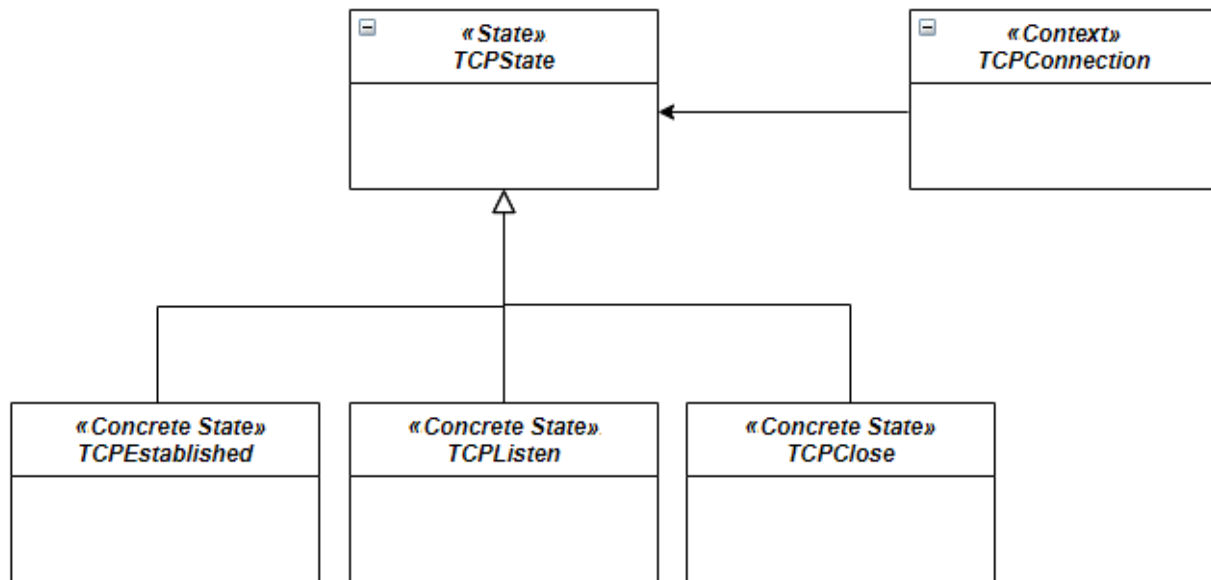 «State»
TCPState
«Context»
TCPConnection
«Concrete State»
TCPEstablished
«Concrete State»
TCPListen
«Concrete State»
TCPClose